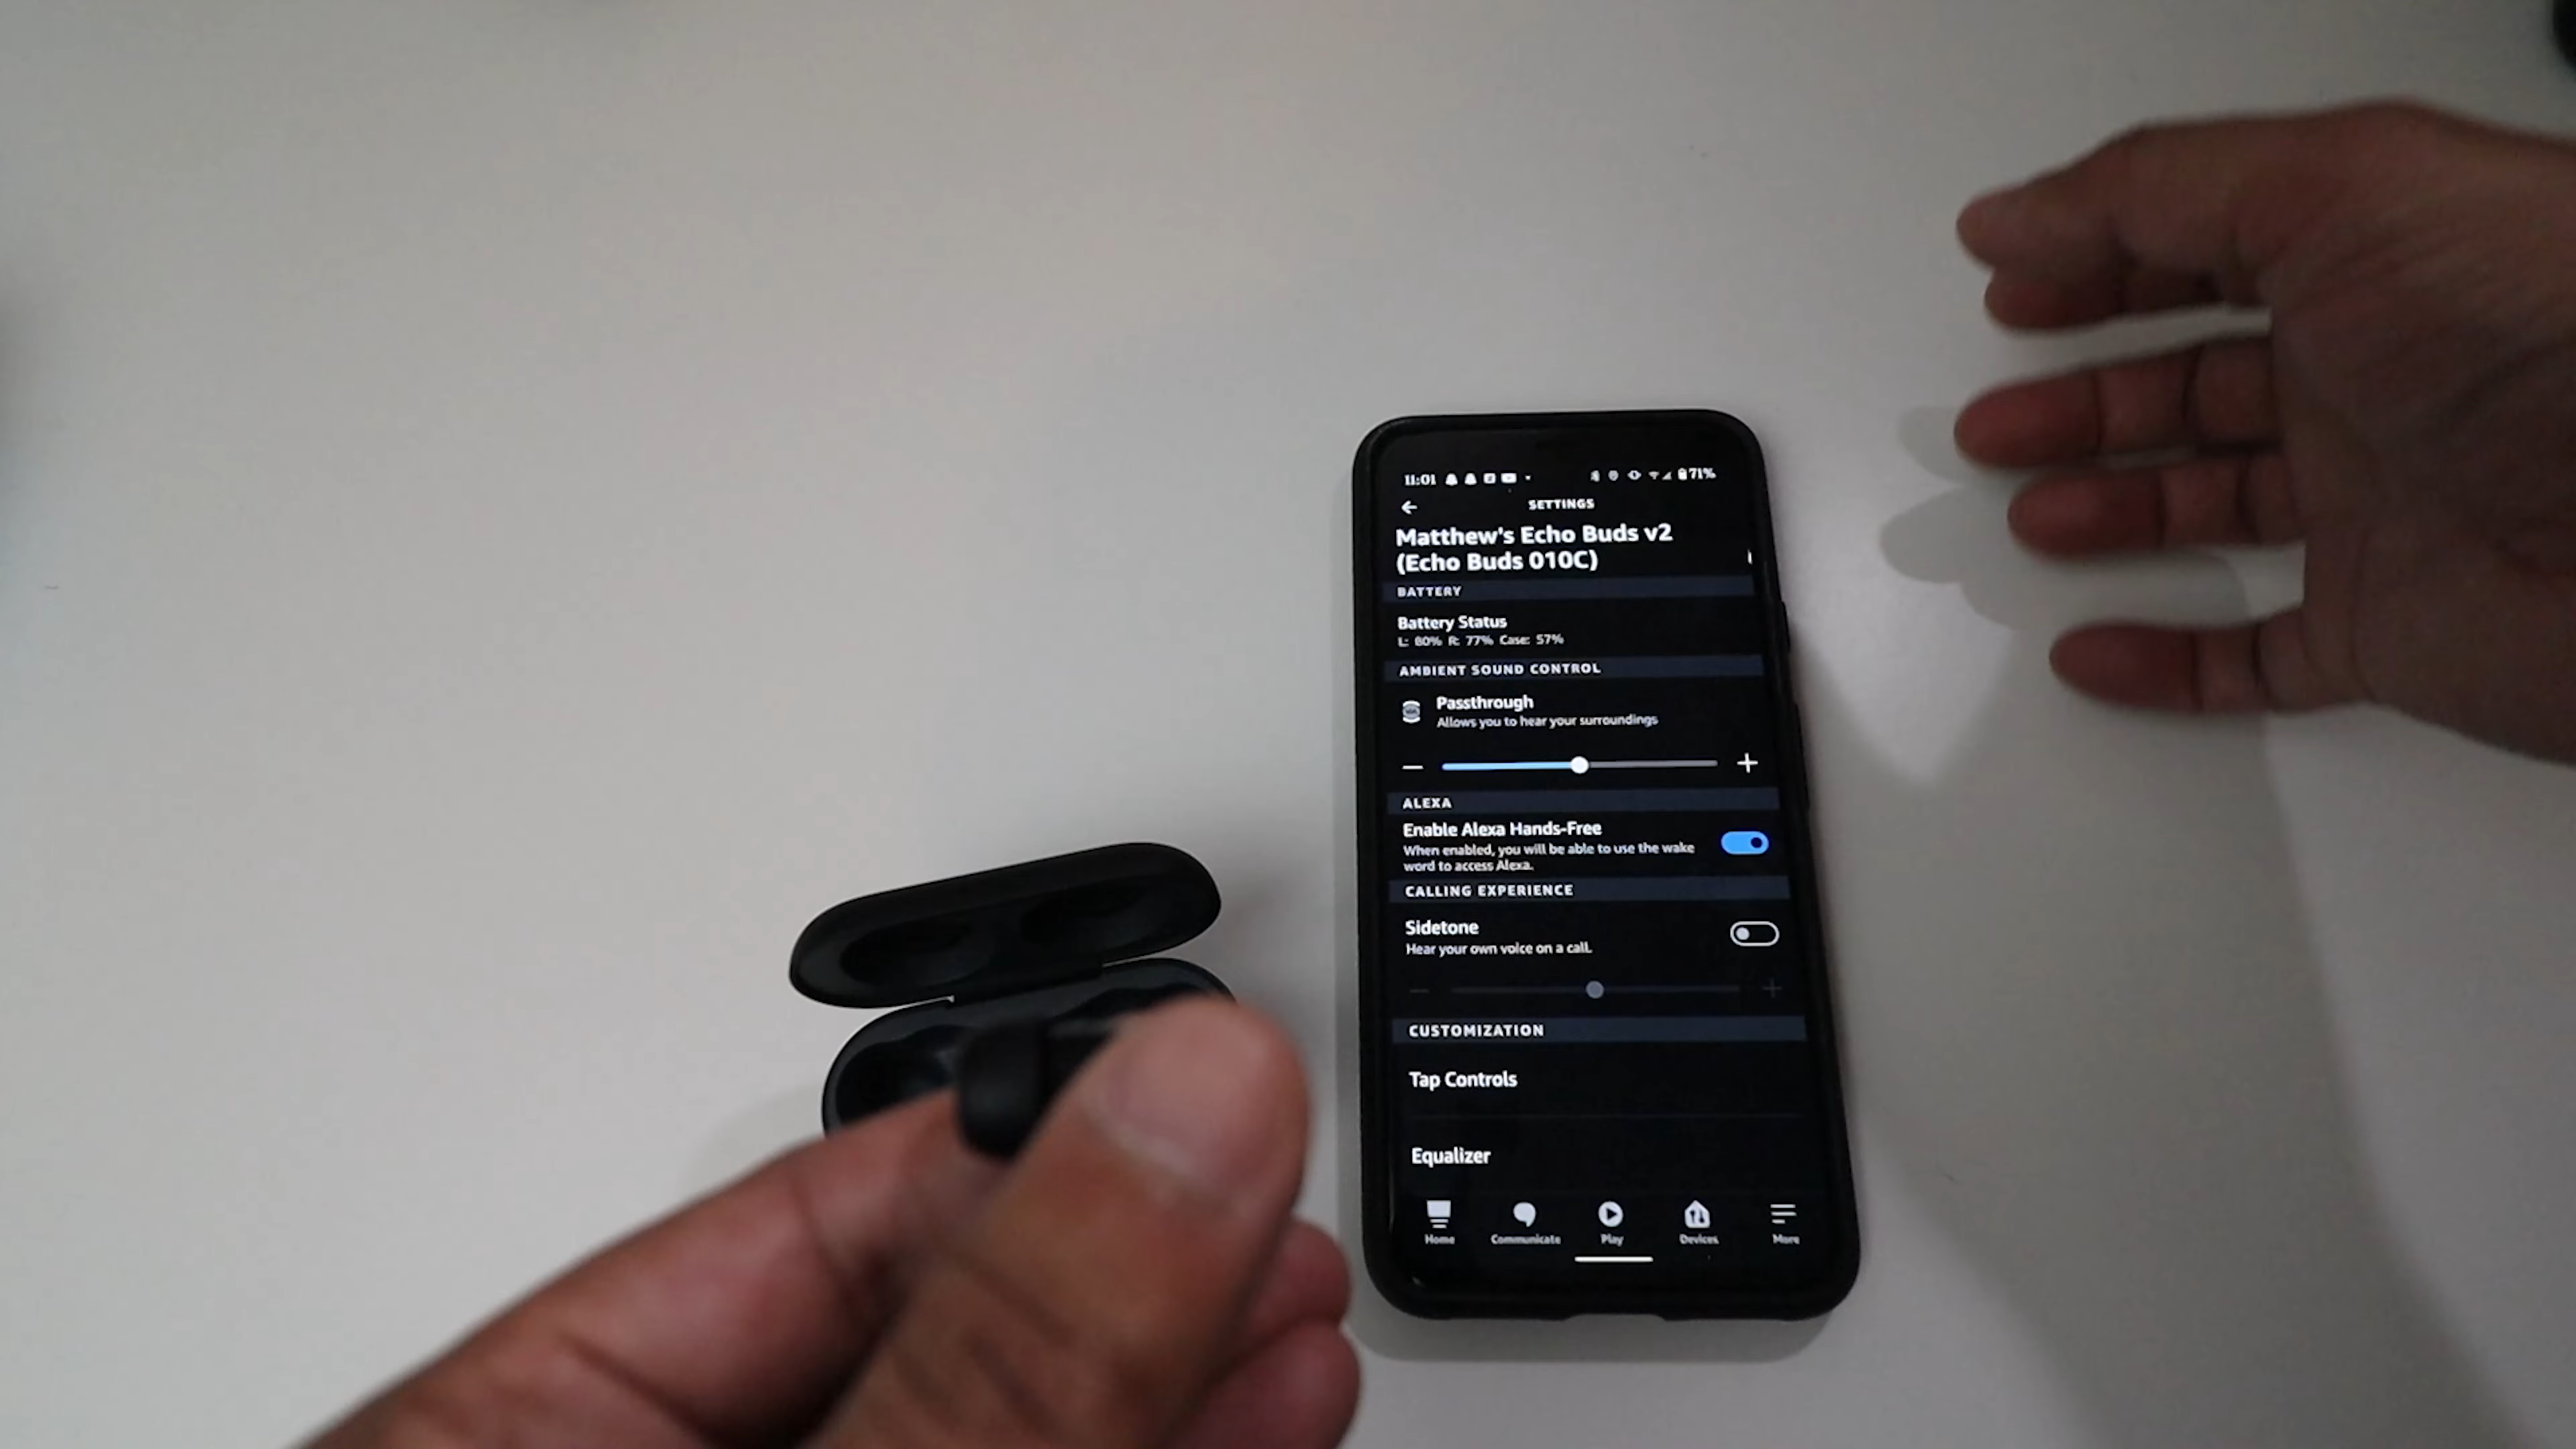 11:01 71%
SETTINGS
Matthew's Echo Buds v2
(Echo Buds 010C)
BATTERY
Battery Status
L: 80% R: 77% Case: 57%
AMBIENT SOUND CONTROL
Passthrough
Allows you to hear your surroundings
ALEXA
Enable Alexa Hands-Free
When enabled, you will be able to use the wake
word to access Alexa.
CALLING EXPERIENCE
Sidetone
Hear your own voice on a call.
CUSTOMIZATION
Tap Controls
Equalizer
Home Communicate Play Devices More